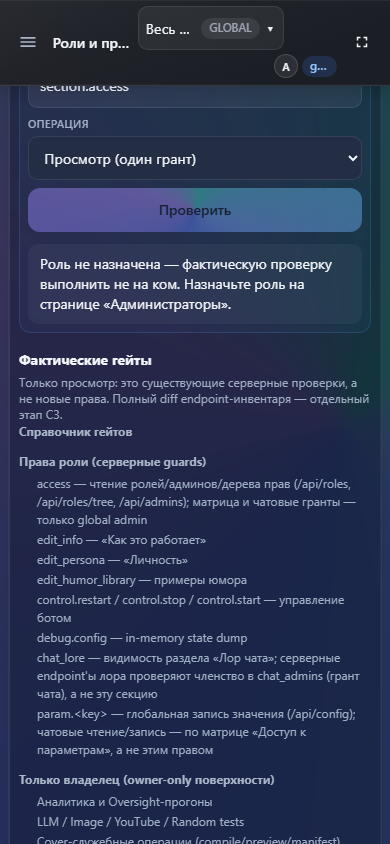 Роли и пр...
Весь ...
GLOBAL
A
g...
section.access
ОПЕРАЦИЯ
Просмотр (один грант)
Проверить
Роль не назначена — фактическую проверку
выполнить не на ком. Назначьте роль на
странице «Администраторы».
Фактические гейты
Только просмотр: это существующие серверные проверки, а
не новые права. Полный diff endpoint-инвентаря — отдельный
этап C3.
Справочник гейтов
Права роли (серверные guards)
access — чтение ролей/админов/дерева прав (/api/roles,
/api/roles/tree, /api/admins); матрица и чатовые гранты —
только global admin
edit_info — «Как это работает»
edit_persona — «Личность»
edit_humor_library — примеры юмора
control.restart / control.stop / control.start — управление
ботом
debug.config — in-memory state dump
chat_lore — видимость раздела «Лор чата»; серверные
endpoint'ы лора проверяют членство в chat_admins (грант
чата), а не эту секцию
param.<key> — глобальная запись значения (/api/config);
чатовые чтение/запись — по матрице «Доступ к
параметрам», а не этим правом
Только владелец (owner-only поверхности)
Аналитика и Oversight-прогоны
LLM / Image / YouTube / Random tests
Cover-служебные операции (compile/preview/manifest)